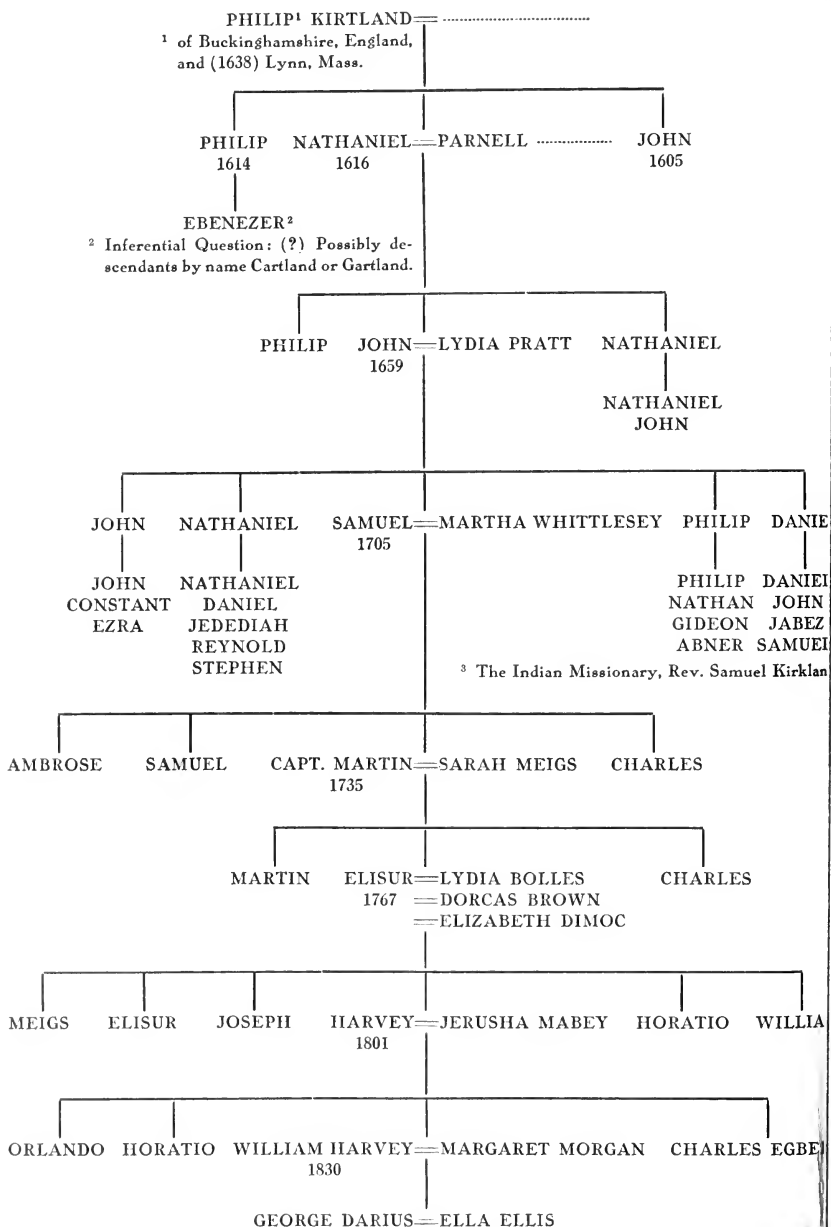 PHILIP¹ KIRTLAND
¹ of Buckinghamshire, England,
and (1638) Lynn, Mass.
PHILIP NATHANIEL=PARNELL JOHN
1614 1616 1605
EBENEZER²
² Inferential Question: (?) Possibly de-
scendants by name Cartland or Gartland.
PHILIP JOHN=LYDIA PRATT NATHANIEL
1659
NATHANIEL
JOHN
JOHN NATHANIEL SAMUEL=MARTHA WHITTLESEY PHILIP DANIE
1705
JOHN NATHANIEL PHILIP DANIEL
CONSTANT DANIEL NATHAN JOHN
EZRA JEDEDIAH GIDEON JABEZ
REYNOLD ABNER SAMUEL
STEPHEN
³ The Indian Missionary, Rev. Samuel Kirklan
AMBROSE SAMUEL CAPT. MARTIN=SARAH MEIGS CHARLES
1735
MARTIN ELISUR=LYDIA BOLLES CHARLES
1767 =DORCAS BROWN
=ELIZABETH DIMOC
MEIGS ELISUR JOSEPH HARVEY=JERUSHA MABEY HORATIO WILLIA
1801
ORLANDO HORATIO WILLIAM HARVEY=MARGARET MORGAN CHARLES EGBE
1830
GEORGE DARIUS=ELLA ELLIS